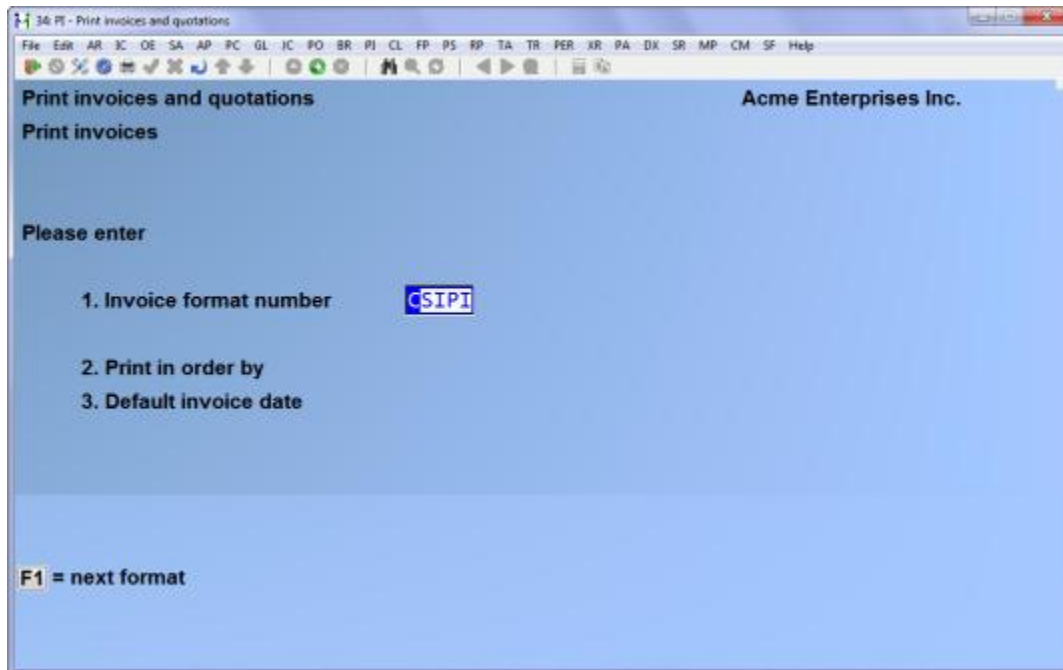 34: PI - Print invoices and quotations
File Edit AR IC OE SA AP PC GL JC PO BR PJ CL FP PS RP TA TR PER XR PA DX SR MP CM SF Help
Print invoices and quotations Acme Enterprises Inc.
Print invoices
Please enter
1. Invoice format number CSIPI
2. Print in order by
3. Default invoice date
F1 = next format